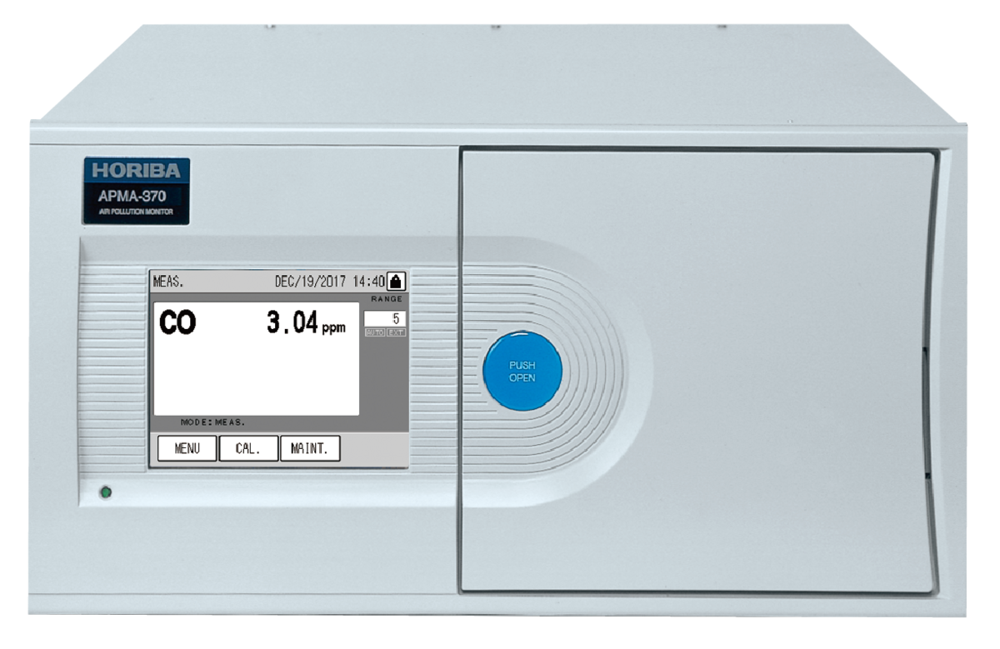 HORIBA
APMA-370
AIR POLLUTION MONITOR
MEAS. DEC/19/2017 14:40
RANGE
CO 3.04 ppm
5
AUTO EXT
PUSH
OPEN
MODE:MEAS.
MENU CAL. MAINT.